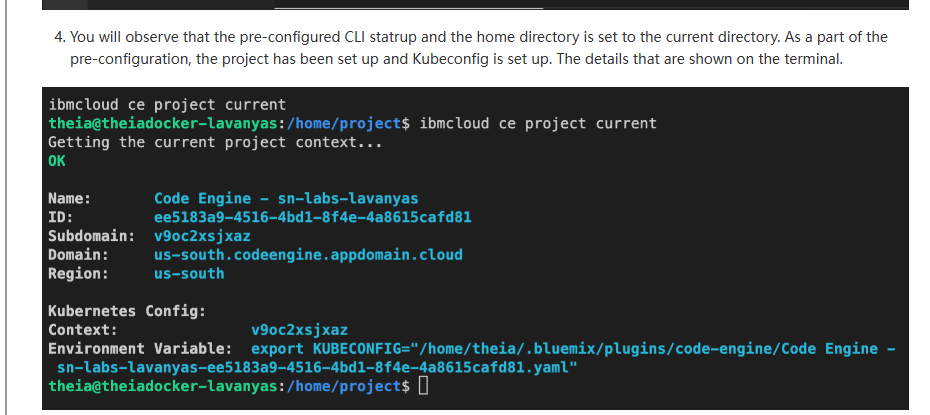 4. You will observe that the pre-configured CLI statrup and the home directory is set to the current directory. As a part of the
pre-configuration, the project has been set up and Kubeconfig is set up. The details that are shown on the terminal.
ibmcloud ce project current
theia@theiadocker-lavanyas:/home/project$ ibmcloud ce project current
Getting the current project context...
OK
Name: Code Engine - sn-labs-lavanyas
ID: ee5183a9-4516-4bd1-8f4e-4a8615cafd81
Subdomain: v9oc2xsjxaz
Domain: us-south.codeengine.appdomain.cloud
Region: us-south
Kubernetes Config:
Context: v9oc2xsjxaz
Environment Variable: export KUBECONFIG="/home/theia/.bluemix/plugins/code-engine/Code Engine -
sn-labs-lavanyas-ee5183a9-4516-4bd1-8f4e-4a8615cafd81.yaml"
theia@theiadocker-lavanyas:/home/project$